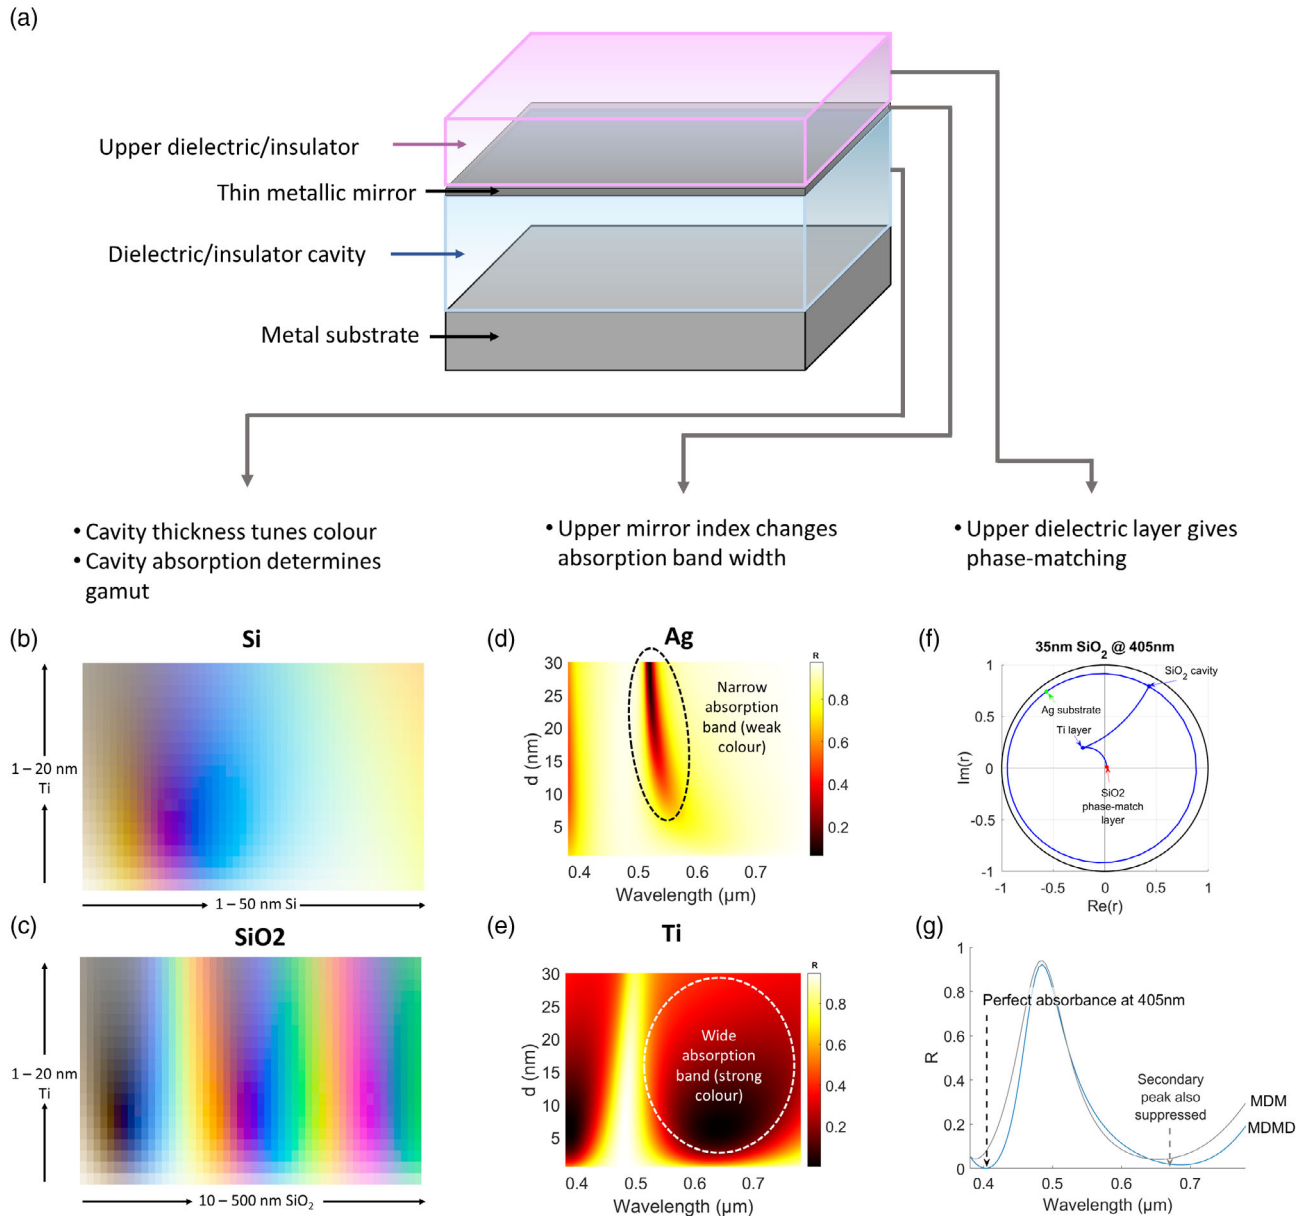 (a)
Upper dielectric/insulator
Thin metallic mirror
Dielectric/insulator cavity
Metal substrate
• Cavity thickness tunes colour
• Cavity absorption determines
gamut
• Upper mirror index changes
absorption band width
• Upper dielectric layer gives
phase-matching
(b)
Si
1 – 20 nm
Ti
1 – 50 nm Si
(c)
SiO2
1 – 20 nm
Ti
10 – 500 nm SiO₂
(d)
Ag
R
30
25
20
15
10
5
d (nm)
Narrow
absorption
band (weak
colour)
0.8
0.6
0.4
0.2
0.4
0.5
0.6
0.7
Wavelength (µm)
(e)
Ti
R
30
25
20
15
10
5
d (nm)
Wide
absorption
band (strong
colour)
0.8
0.6
0.4
0.2
0.4
0.5
0.6
0.7
Wavelength (µm)
(f)
35nm SiO₂ @ 405nm
1
0.5
0
-0.5
-1
Im(r)
SiO₂ cavity
Ag substrate
Ti layer
SiO2
phase-match
layer
-1
-0.5
0
0.5
1
Re(r)
(g)
1
0.8
0.6
0.4
0.2
0
R
Perfect absorbance at 405nm
Secondary
peak also
suppressed
MDM
MDMD
0.4
0.5
0.6
0.7
Wavelength (µm)